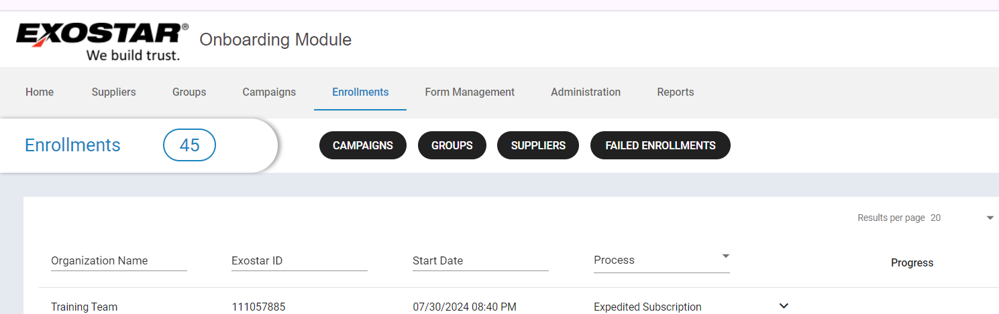 EXOSTAR®
We build trust.
Onboarding Module
Home Suppliers Groups Campaigns Enrollments Form Management Administration Reports
Enrollments 45 CAMPAIGNS GROUPS SUPPLIERS FAILED ENROLLMENTS
Results per page 20
Organization Name Exostar ID Start Date Process Progress
Training Team 111057885 07/30/2024 08:40 PM Expedited Subscription